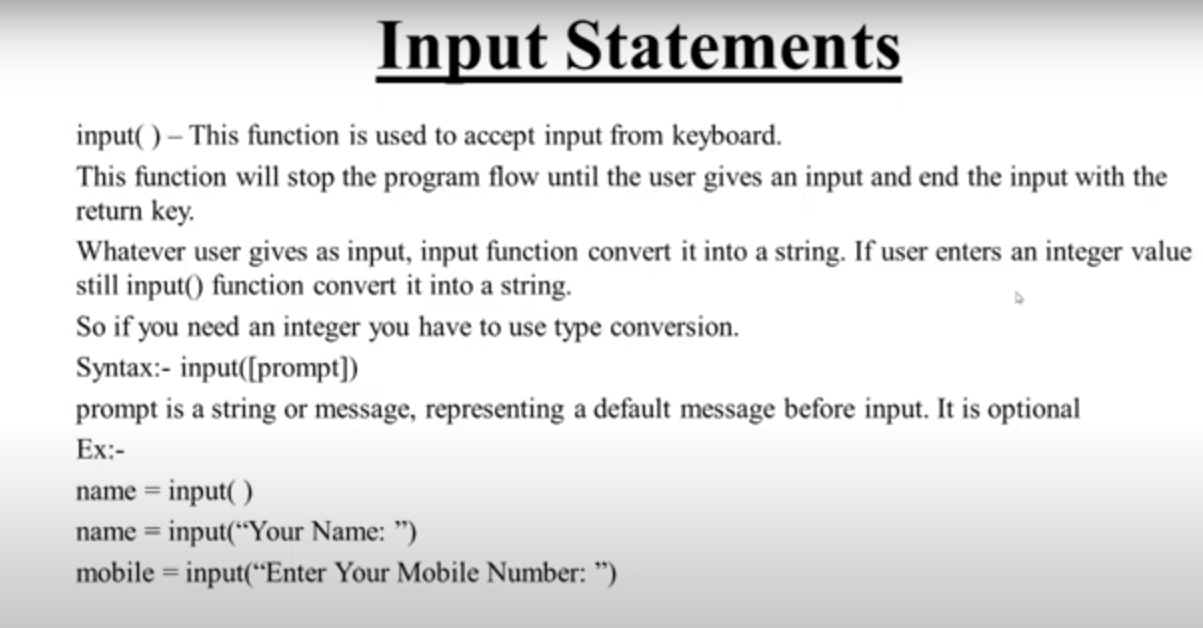 Input Statements
input( ) – This function is used to accept input from keyboard.
This function will stop the program flow until the user gives an input and end the input with the
return key.
Whatever user gives as input, input function convert it into a string. If user enters an integer value
still input() function convert it into a string.
So if you need an integer you have to use type conversion.
Syntax:- input([prompt])
prompt is a string or message, representing a default message before input. It is optional
Ex:-
name = input( )
name = input(“Your Name: ”)
mobile = input(“Enter Your Mobile Number: ”)